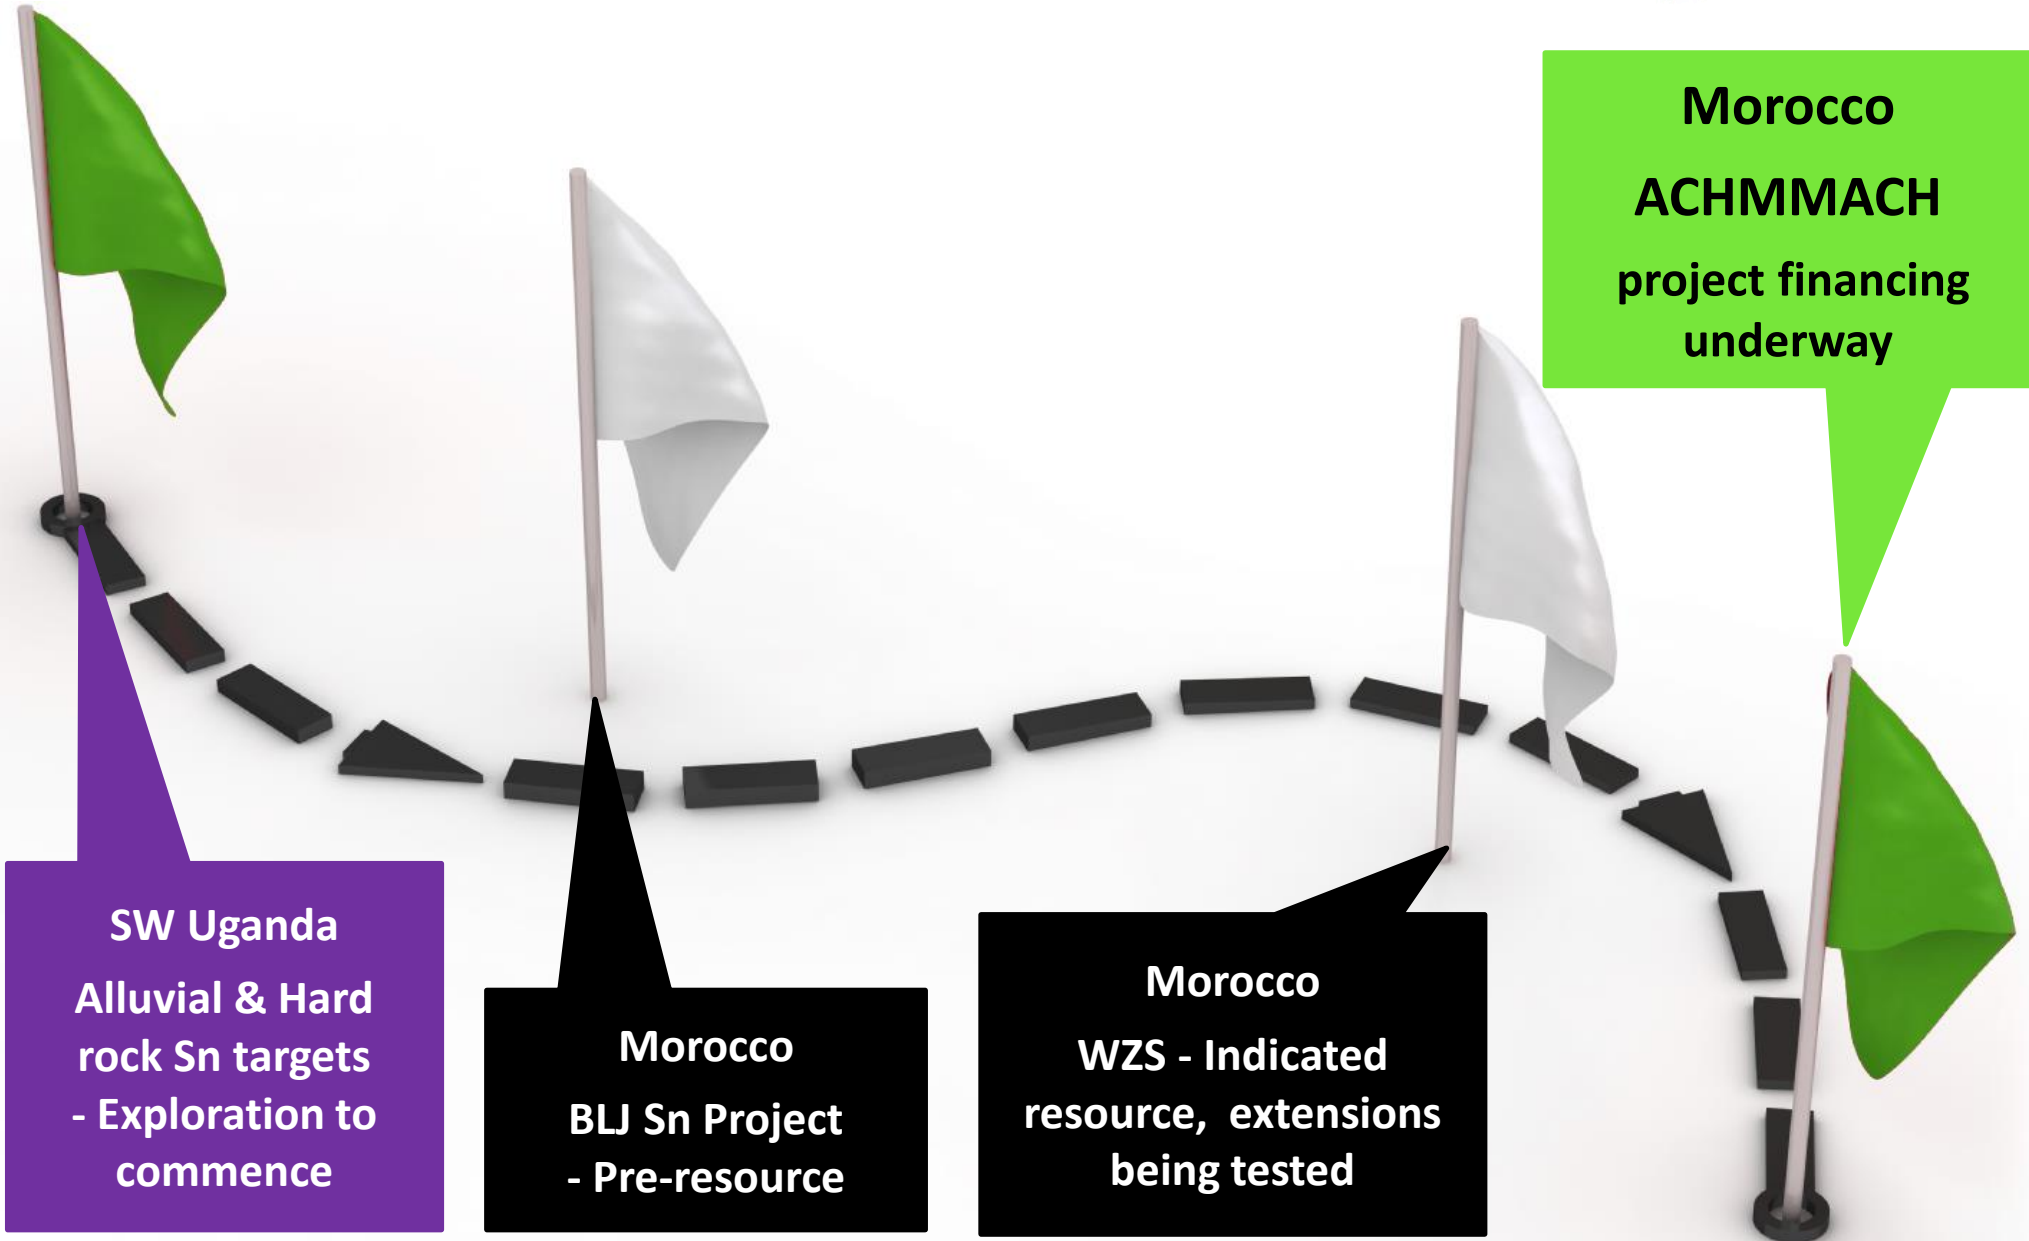 Morocco
ACHMMACH
project financing
underway
SW Uganda
Alluvial & Hard
rock Sn targets
- Exploration to
commence
Morocco
BLJ Sn Project
- Pre-resource
Morocco
WZS - Indicated
resource, extensions
being tested